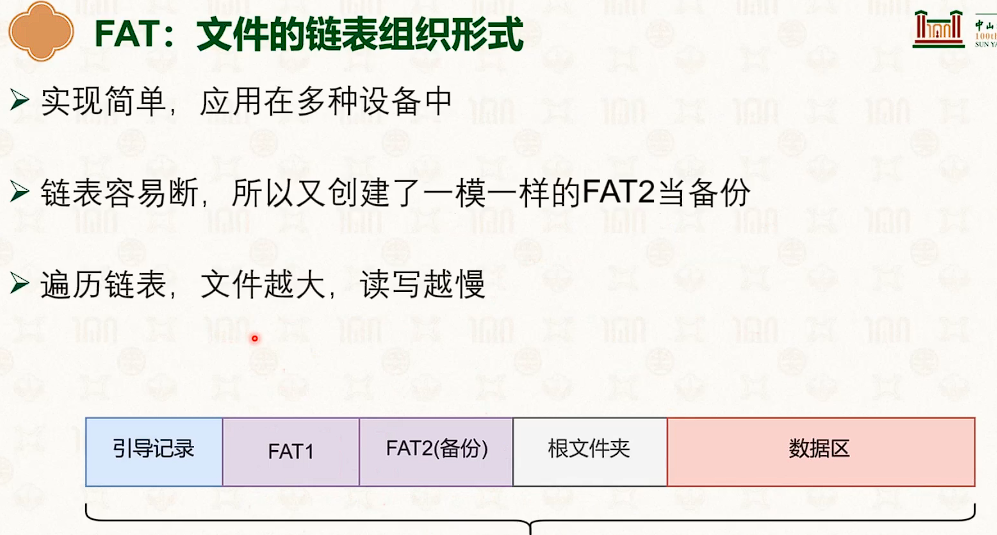 FAT：文件的链表组织形式
中山
100th
SUN YA
实现简单，应用在多种设备中
链表容易断，所以又创建了一模一样的FAT2当备份
遍历链表，文件越大，读写越慢
引导记录
FAT1
FAT2(备份)
根文件夹
数据区